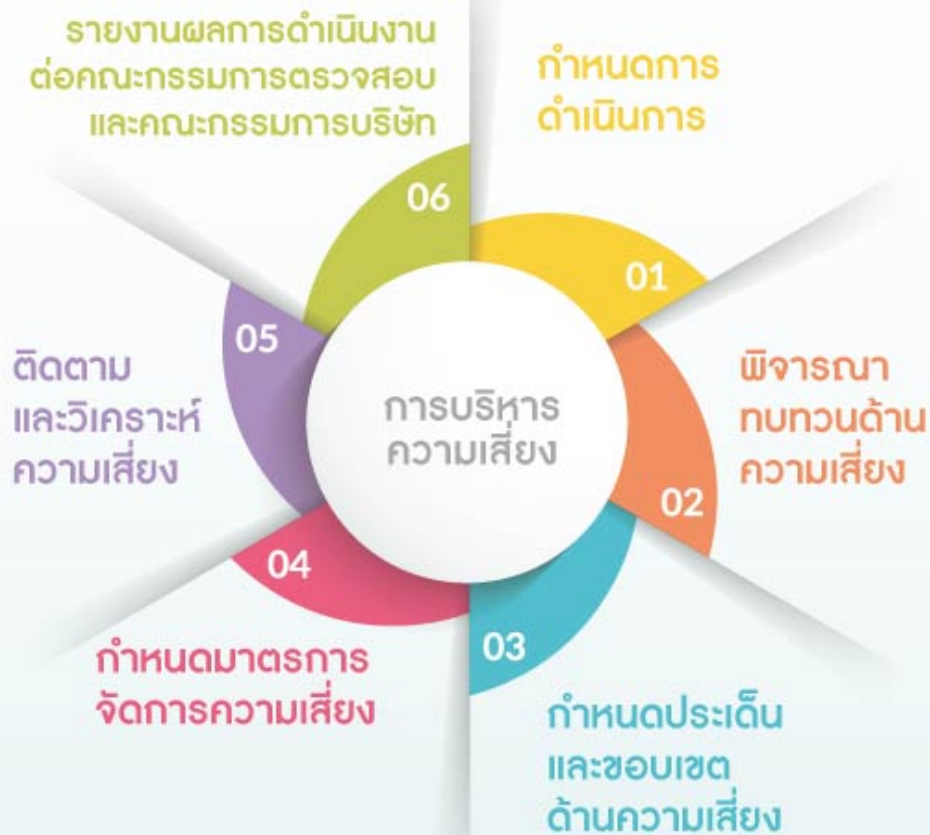 การบริหาร
ความเสี่ยง
01
กำหนดการ
ดำเนินการ
02
พิจารณา
ทบทวนด้าน
ความเสี่ยง
03
กำหนดประเด็น
และขอบเขต
ด้านความเสี่ยง
04
กำหนดมาตรการ
จัดการความเสี่ยง
05
ติดตาม
และวิเคราะห์
ความเสี่ยง
06
รายงานผลการดำเนินงาน
ต่อคณะกรรมการตรวจสอบ
และคณะกรรมการบริษัท